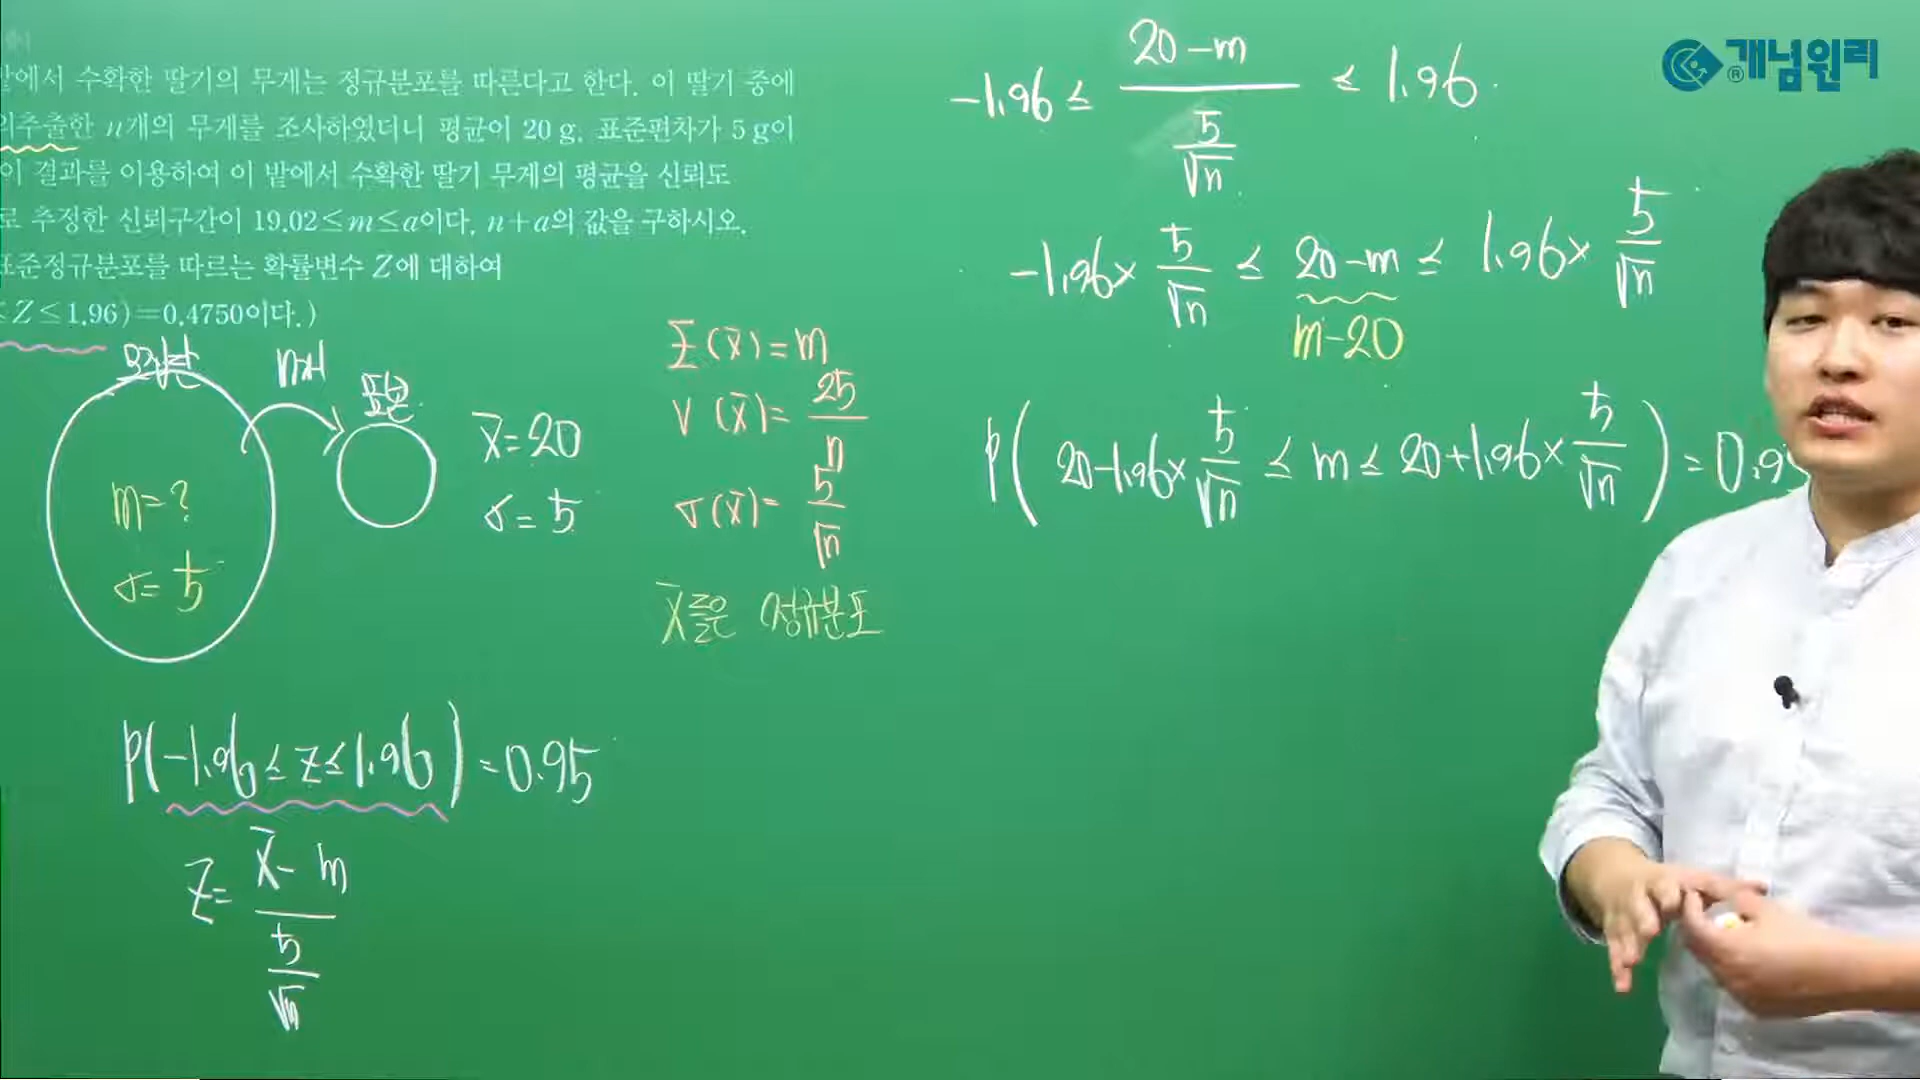 밭에서 수확한 딸기의 무게는 정규분포를 따른다고 한다. 이 딸기 중에
의추출한 n개의 무게를 조사하였더니 평균이 20 g, 표준편차가 5 g이
이 결과를 이용하여 이 밭에서 수확한 딸기 무게의 평균을 신뢰도
로 추정한 신뢰구간이 19.02≤m≤a이다. n+a의 값을 구하시오.
표준정규분포를 따르는 확률변수 Z에 대하여
≤Z≤1.96)=0.4750이다.)
모집단
n개
표본
m=?
σ=5
x̄=20
σ=5
E(x̄)=m
V(x̄)=25/n
σ(x̄)=5/√n
정규분포
P(-1.96≤z≤1.96)=0.95
z=(x̄-m)/(5/√n)
-1.96≤(20-m)/(5/√n)≤1.96
-1.96×5/√n≤20-m≤1.96×5/√n
m-20
P(20-1.96×5/√n≤m≤20+1.96×5/√n)=0.9
개념원리®